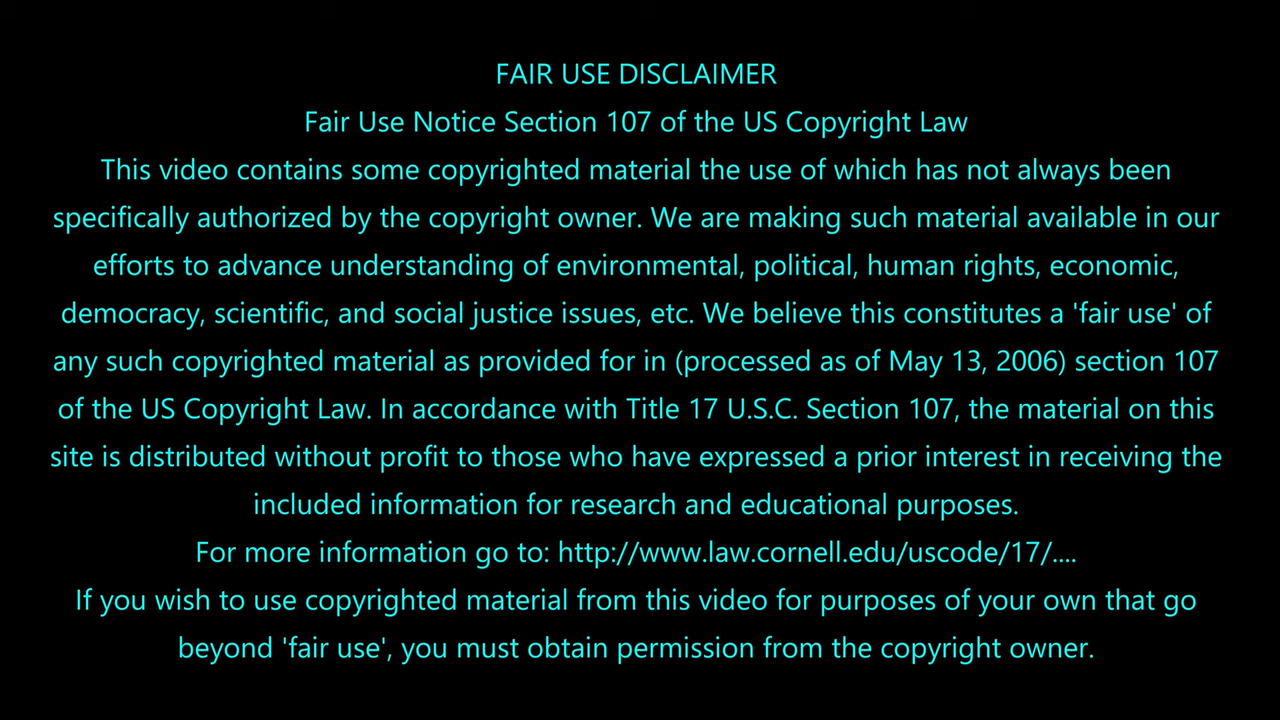 FAIR USE DISCLAIMER
Fair Use Notice Section 107 of the US Copyright Law
This video contains some copyrighted material the use of which has not always been
specifically authorized by the copyright owner. We are making such material available in our
efforts to advance understanding of environmental, political, human rights, economic,
democracy, scientific, and social justice issues, etc. We believe this constitutes a 'fair use' of
any such copyrighted material as provided for in (processed as of May 13, 2006) section 107
of the US Copyright Law. In accordance with Title 17 U.S.C. Section 107, the material on this
site is distributed without profit to those who have expressed a prior interest in receiving the
included information for research and educational purposes.
For more information go to: http://www.law.cornell.edu/uscode/17/....
If you wish to use copyrighted material from this video for purposes of your own that go
beyond 'fair use', you must obtain permission from the copyright owner.